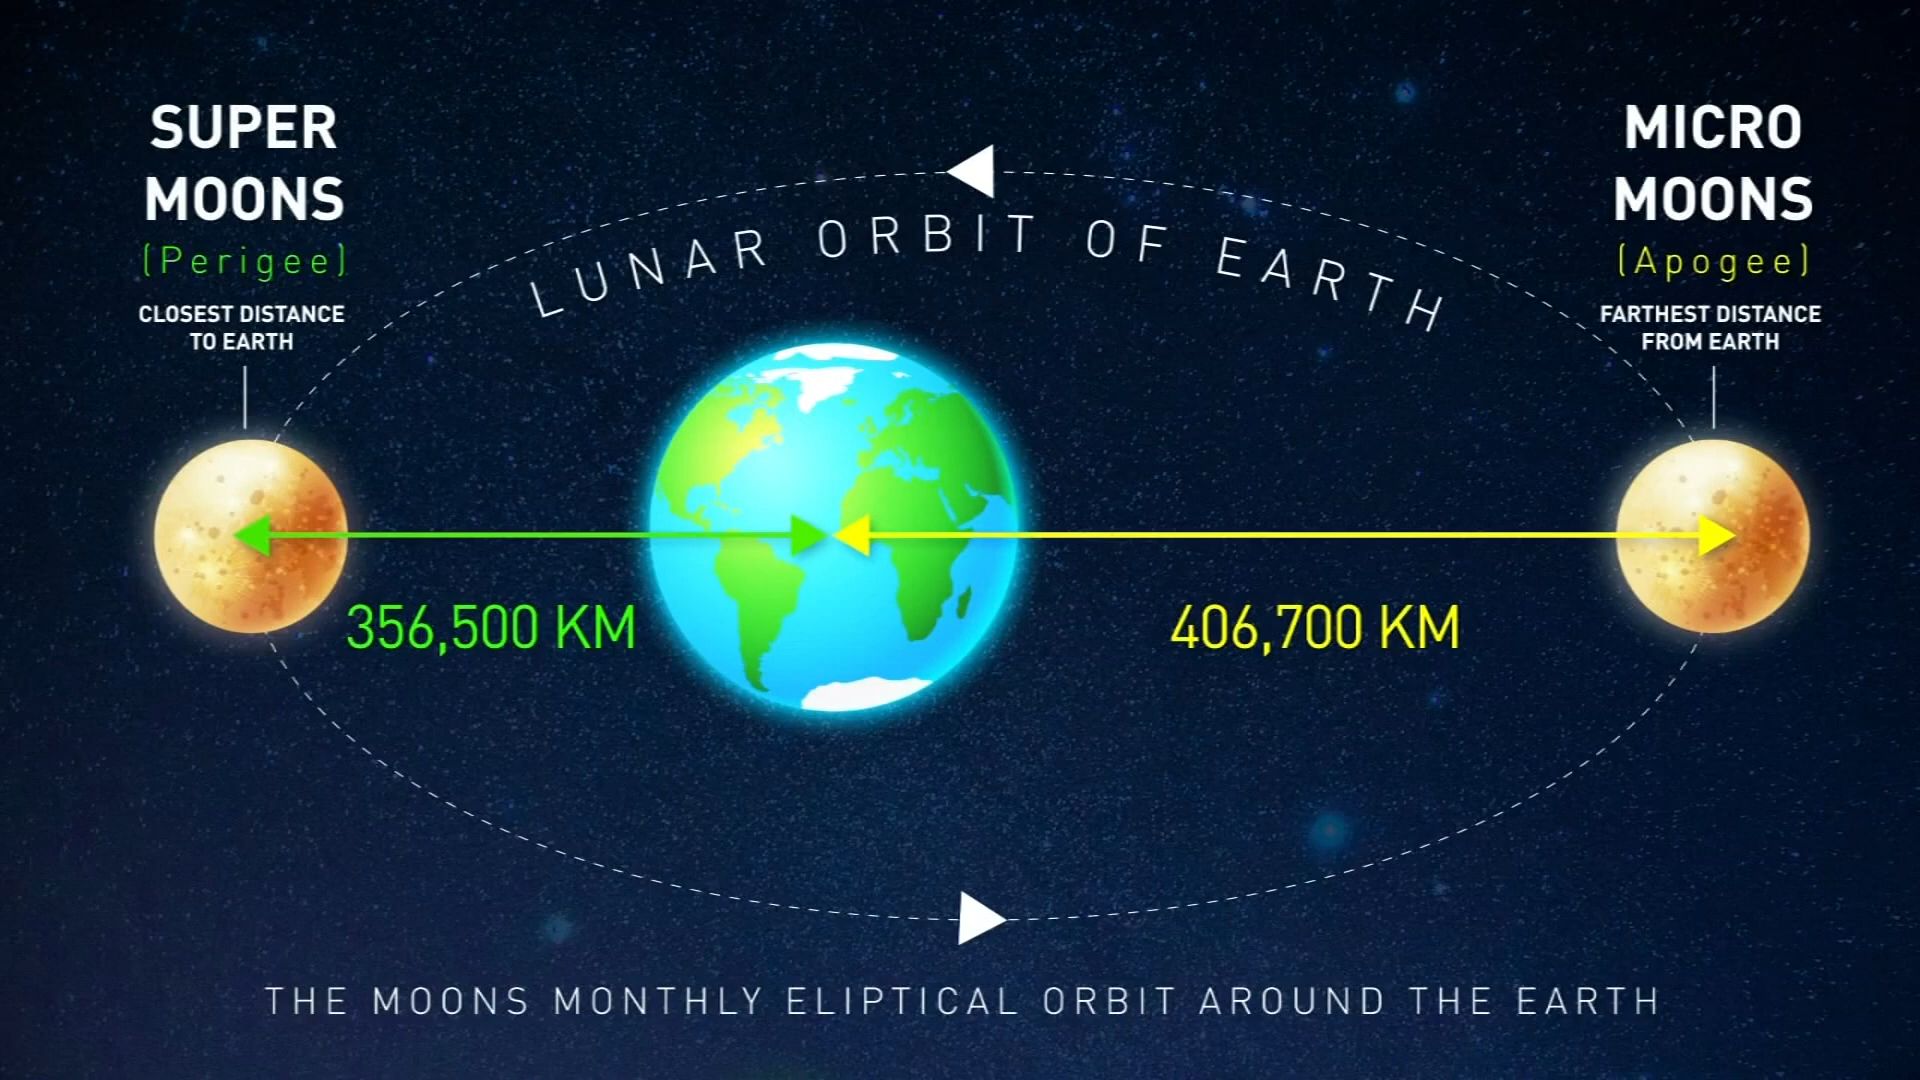 SUPER
MOONS
(Perigee)
CLOSEST DISTANCE
TO EARTH
MICRO
MOONS
(Apogee)
FARTHEST DISTANCE
FROM EARTH
LUNAR ORBIT OF EARTH
356,500 KM
406,700 KM
THE MOONS MONTHLY ELIPTICAL ORBIT AROUND THE EARTH